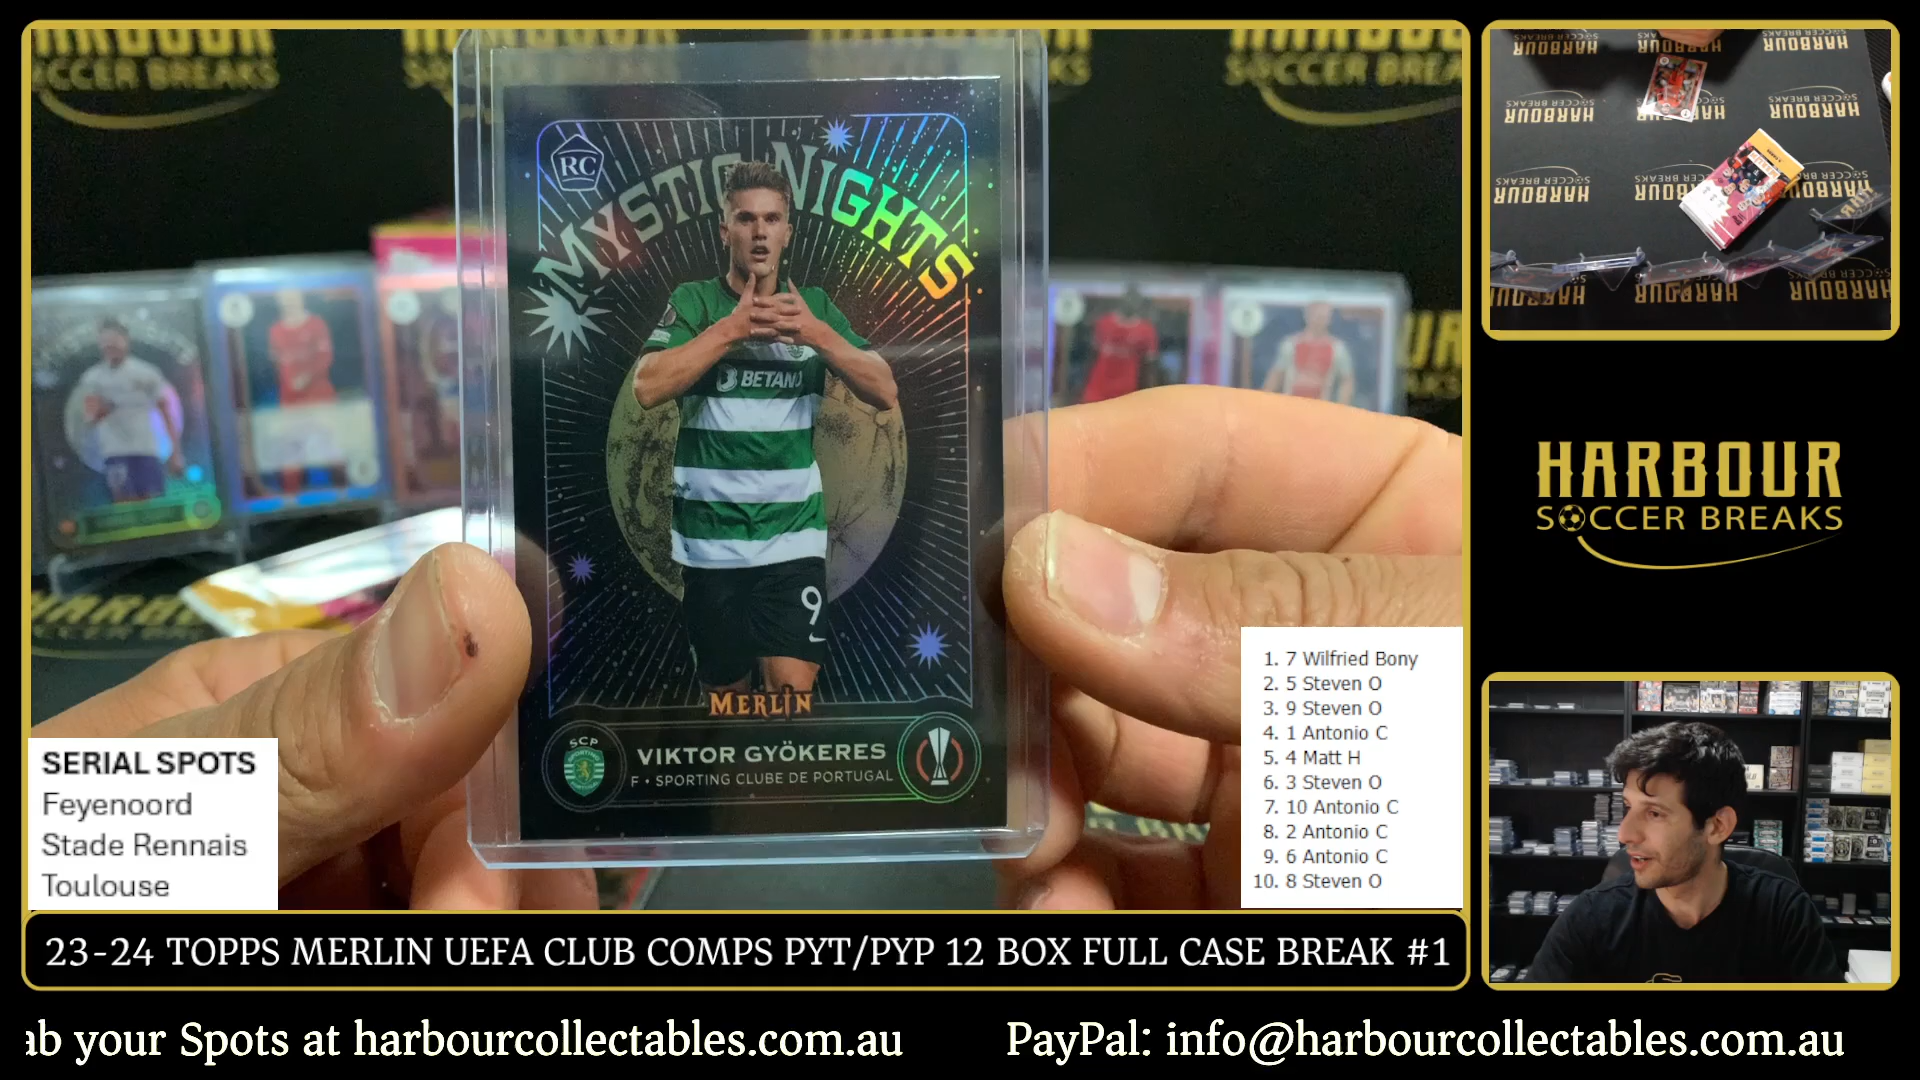 HARBOUR
SOCCER BREAKS
RC
MYSTIC NIGHTS
BETANO
9
MERLIN
SCP
VIKTOR GYÖKERES
F • SPORTING CLUBE DE PORTUGAL
SERIAL SPOTS
Feyenoord
Stade Rennais
Toulouse
1. 7 Wilfried Bony
2. 5 Steven O
3. 9 Steven O
4. 1 Antonio C
5. 4 Matt H
6. 3 Steven O
7. 10 Antonio C
8. 2 Antonio C
9. 6 Antonio C
10. 8 Steven O
HARBOUR
SOCCER BREAKS
23-24 TOPPS MERLIN UEFA CLUB COMPS PYT/PYP 12 BOX FULL CASE BREAK #1
ab your Spots at harbourcollectables.com.au
PayPal: info@harbourcollectables.com.au